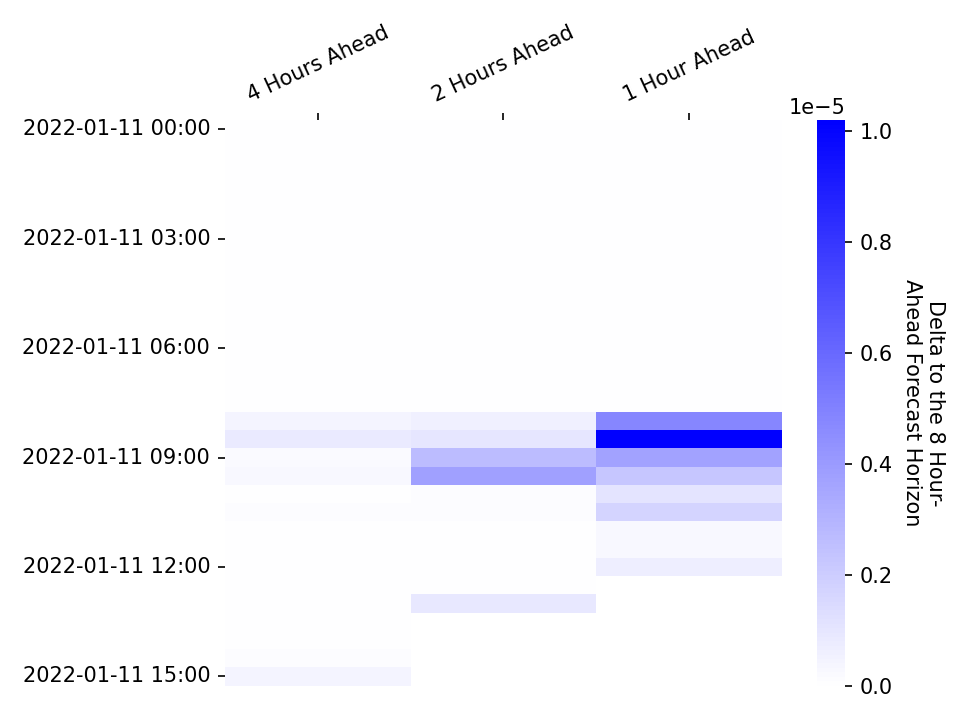 4 Hours Ahead
2 Hours Ahead
1 Hour Ahead
1e−5
2022-01-11 00:00
2022-01-11 03:00
2022-01-11 06:00
2022-01-11 09:00
2022-01-11 12:00
2022-01-11 15:00
1.0
0.8
0.6
0.4
0.2
0.0
Delta to the 8 Hour-
Ahead Forecast Horizon